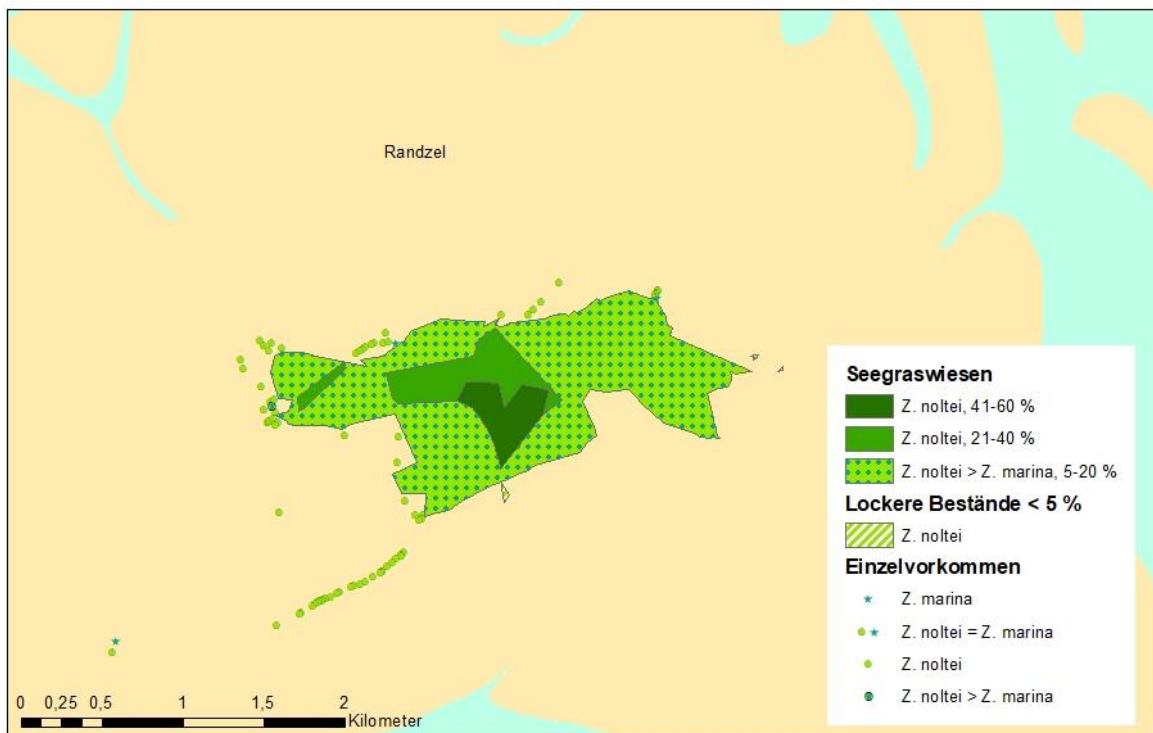 Randzel
Seegraswiesen
Z. noltei, 41-60 %
Z. noltei, 21-40 %
Z. noltei > Z. marina, 5-20 %
Lockere Bestände < 5 %
Z. noltei
Einzelvorkommen
Z. marina
Z. noltei = Z. marina
Z. noltei
Z. noltei > Z. marina
0 0,25 0,5 1 1,5 2
Kilometer